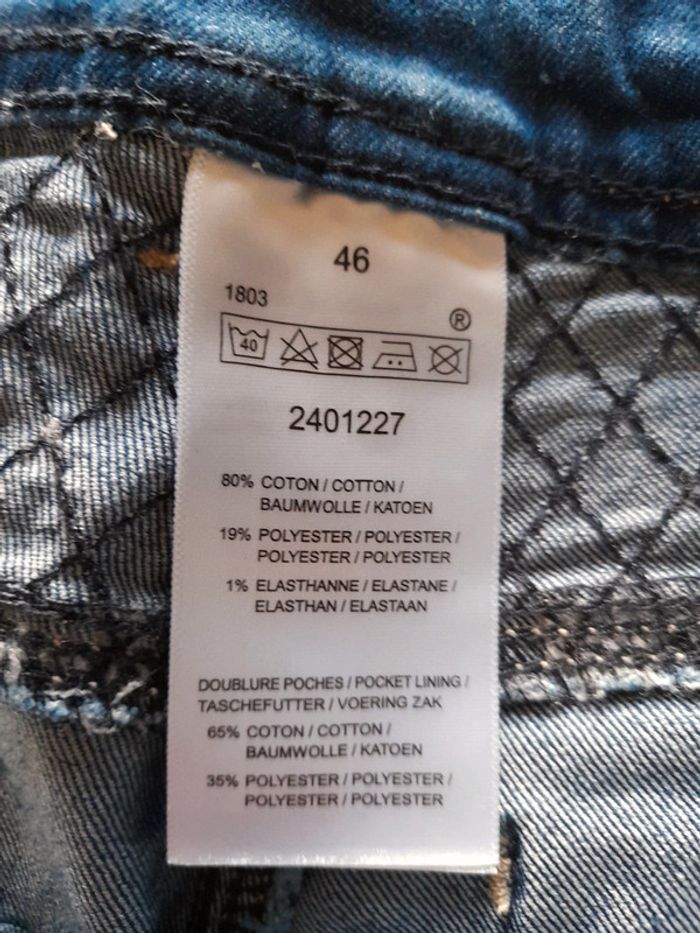 46
1803
®
40
2401227
80% COTON / COTTON /
BAUMWOLLE / KATOEN
19% POLYESTER / POLYESTER /
POLYESTER / POLYESTER
1% ELASTHANNE / ELASTANE /
ELASTHAN / ELASTAAN
DOUBLURE POCHES / POCKET LINING /
TASCHEFUTTER / VOERING ZAK
65% COTON / COTTON /
BAUMWOLLE / KATOEN
35% POLYESTER / POLYESTER /
POLYESTER / POLYESTER